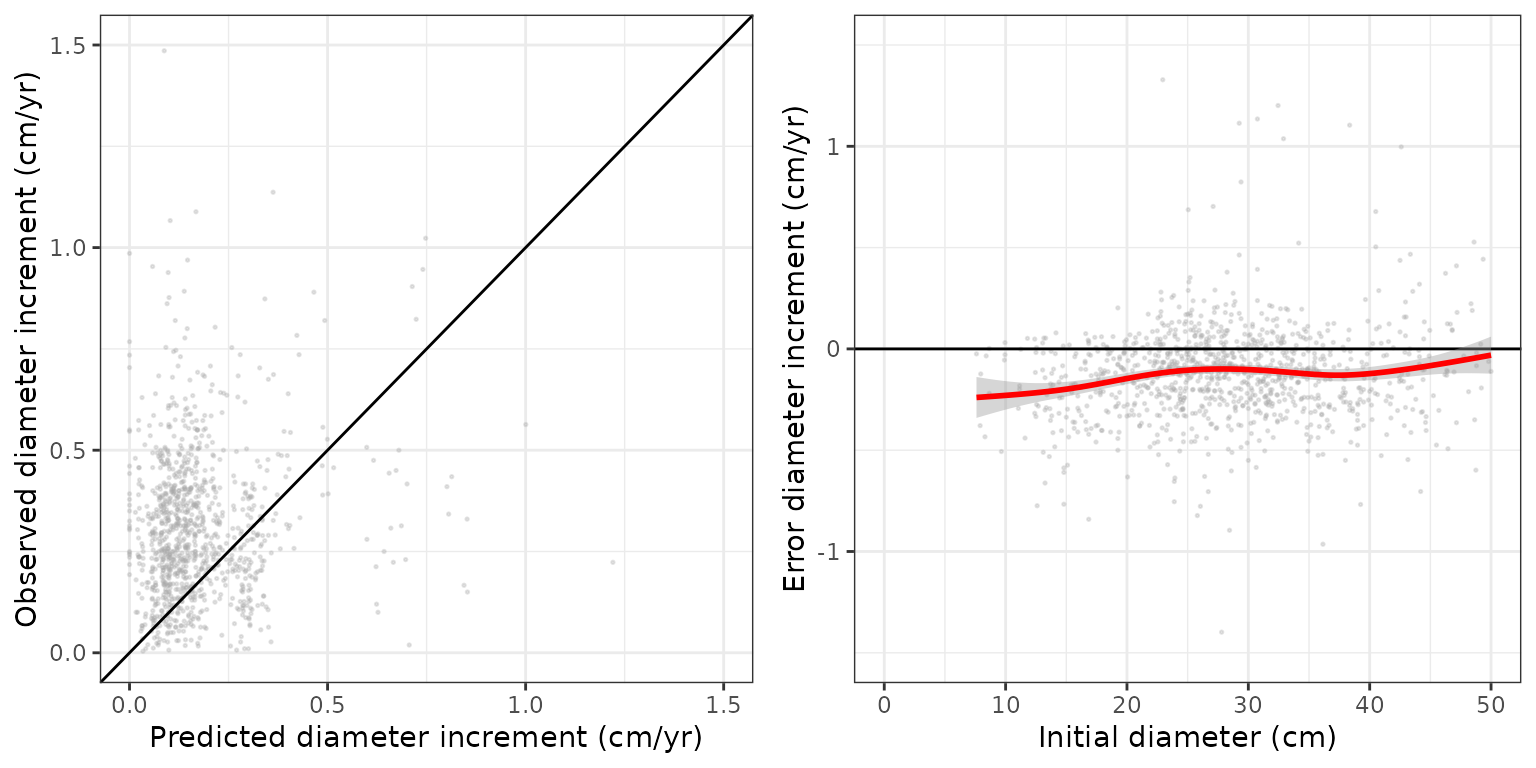 Observed diameter increment (cm/yr)
1.5
1.0
0.5
0.0
0.0 0.5 1.0 1.5
Predicted diameter increment (cm/yr)
Error diameter increment (cm/yr)
1
0
-1
0 10 20 30 40 50
Initial diameter (cm)